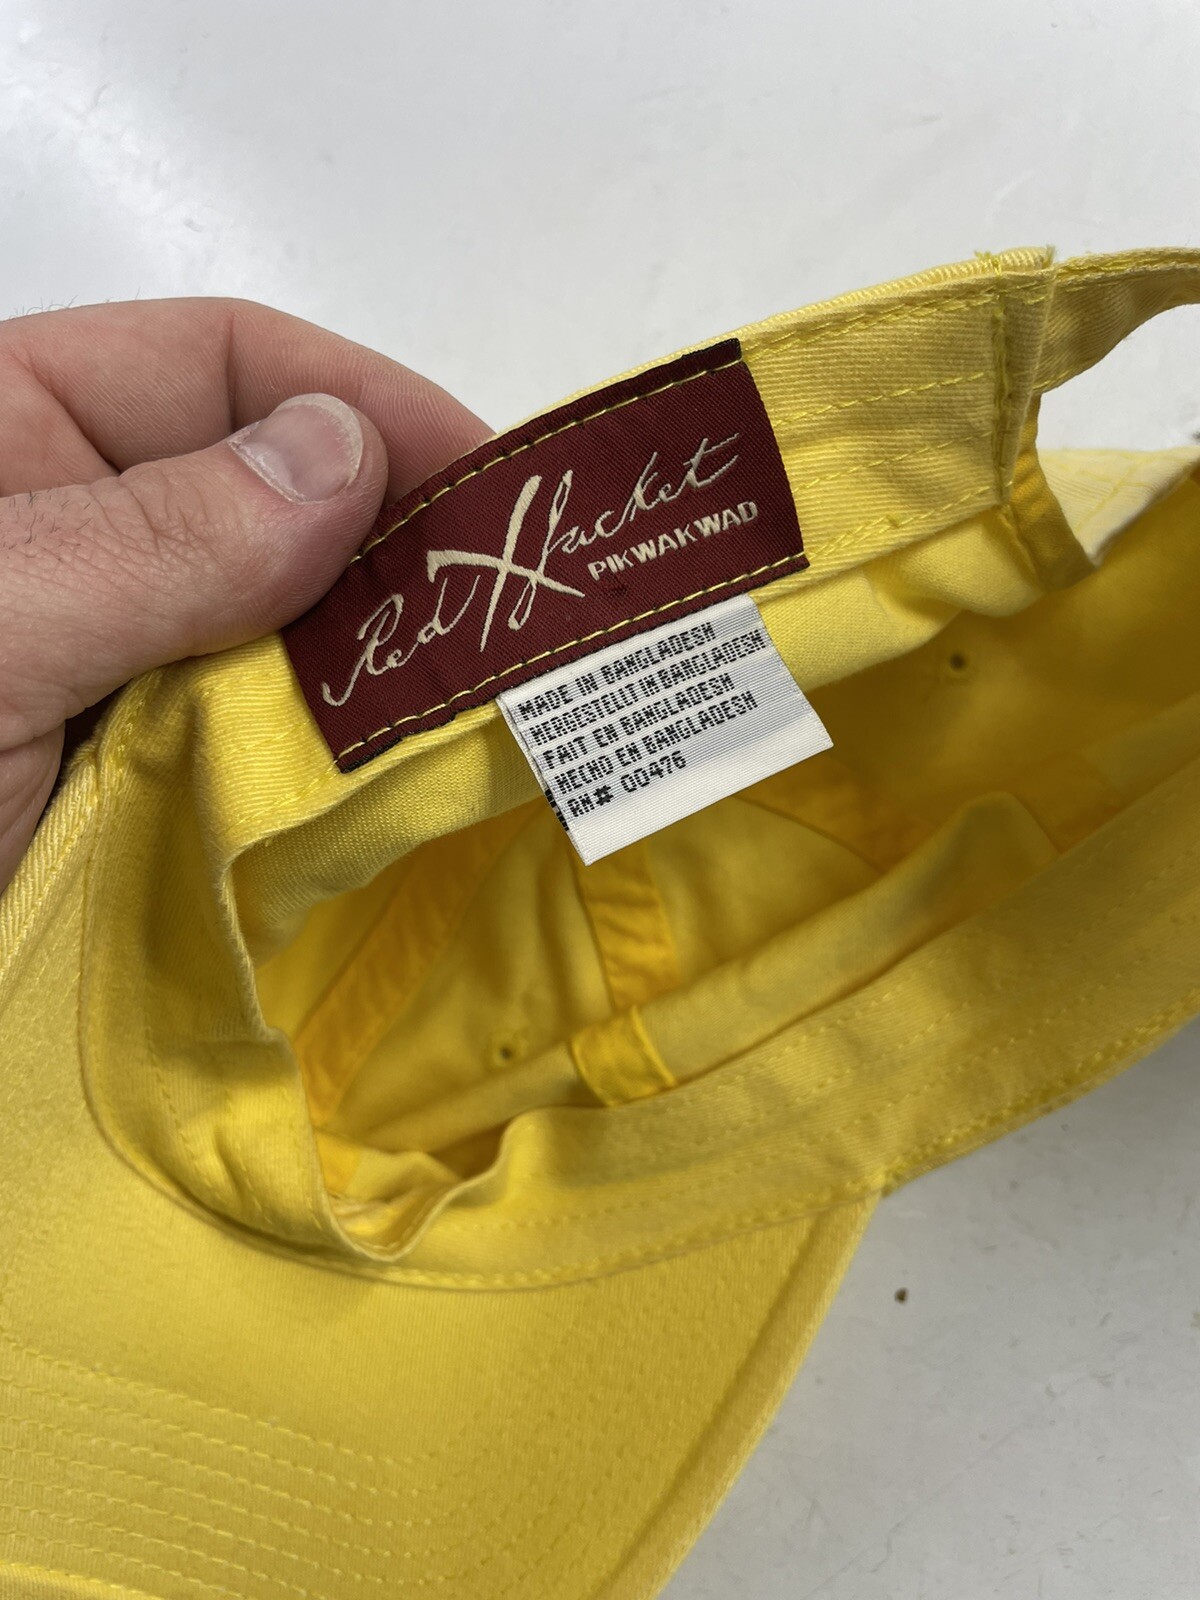 Red Jacket
PIKWAKWAD
MADE IN BANGLADESH
HERGESTELLT IN BANGLADESH
FAIT EN BANGLADESH
HECHO EN BANGLADESH
RN# 00476